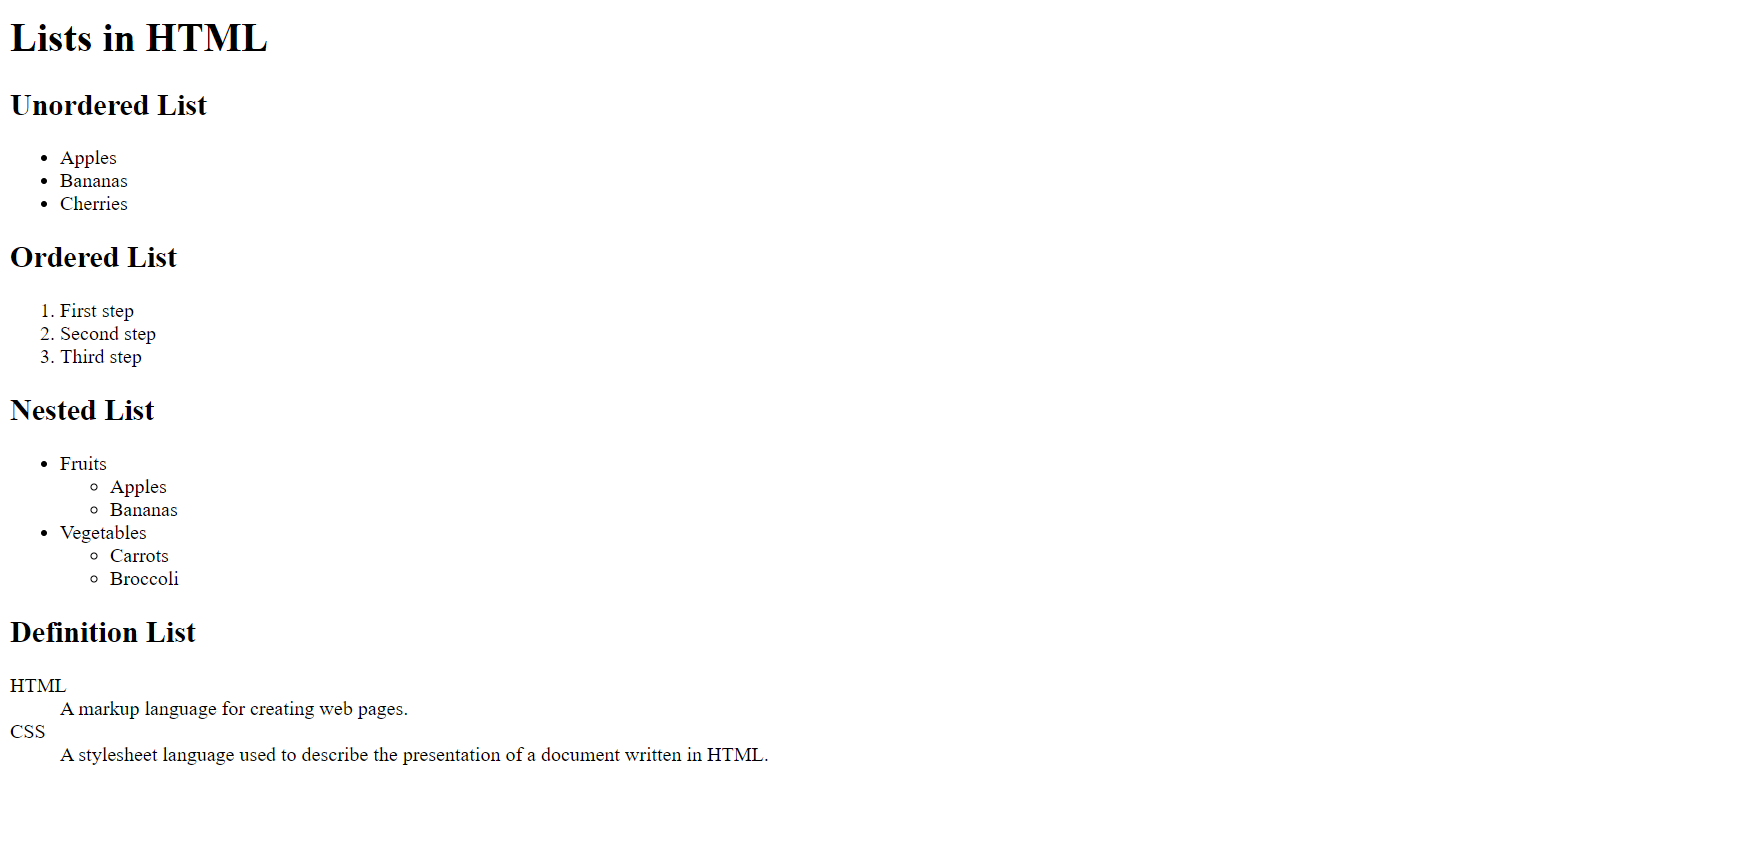 Lists in HTML
Unordered List
• Apples
• Bananas
• Cherries
Ordered List
1. First step
2. Second step
3. Third step
Nested List
• Fruits
◦ Apples
◦ Bananas
• Vegetables
◦ Carrots
◦ Broccoli
Definition List
HTML
A markup language for creating web pages.
CSS
A stylesheet language used to describe the presentation of a document written in HTML.